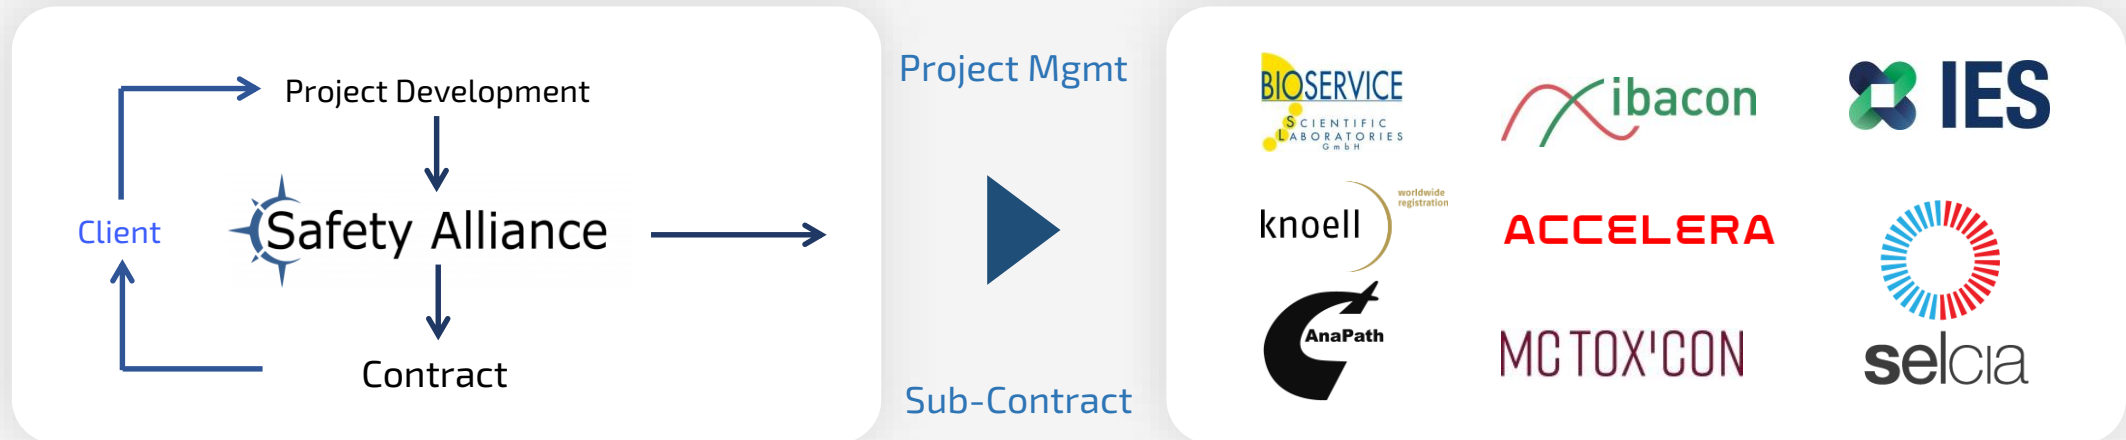 Project Development
Client
Safety Alliance
Contract
Project Mgmt
Sub-Contract
BIOSERVICE
SCIENTIFIC
LABORATORIES
GmbH
ibacon
IES
knoell
worldwide
registration
ACCELERA
AnaPath
MC TOX'CON
selcia